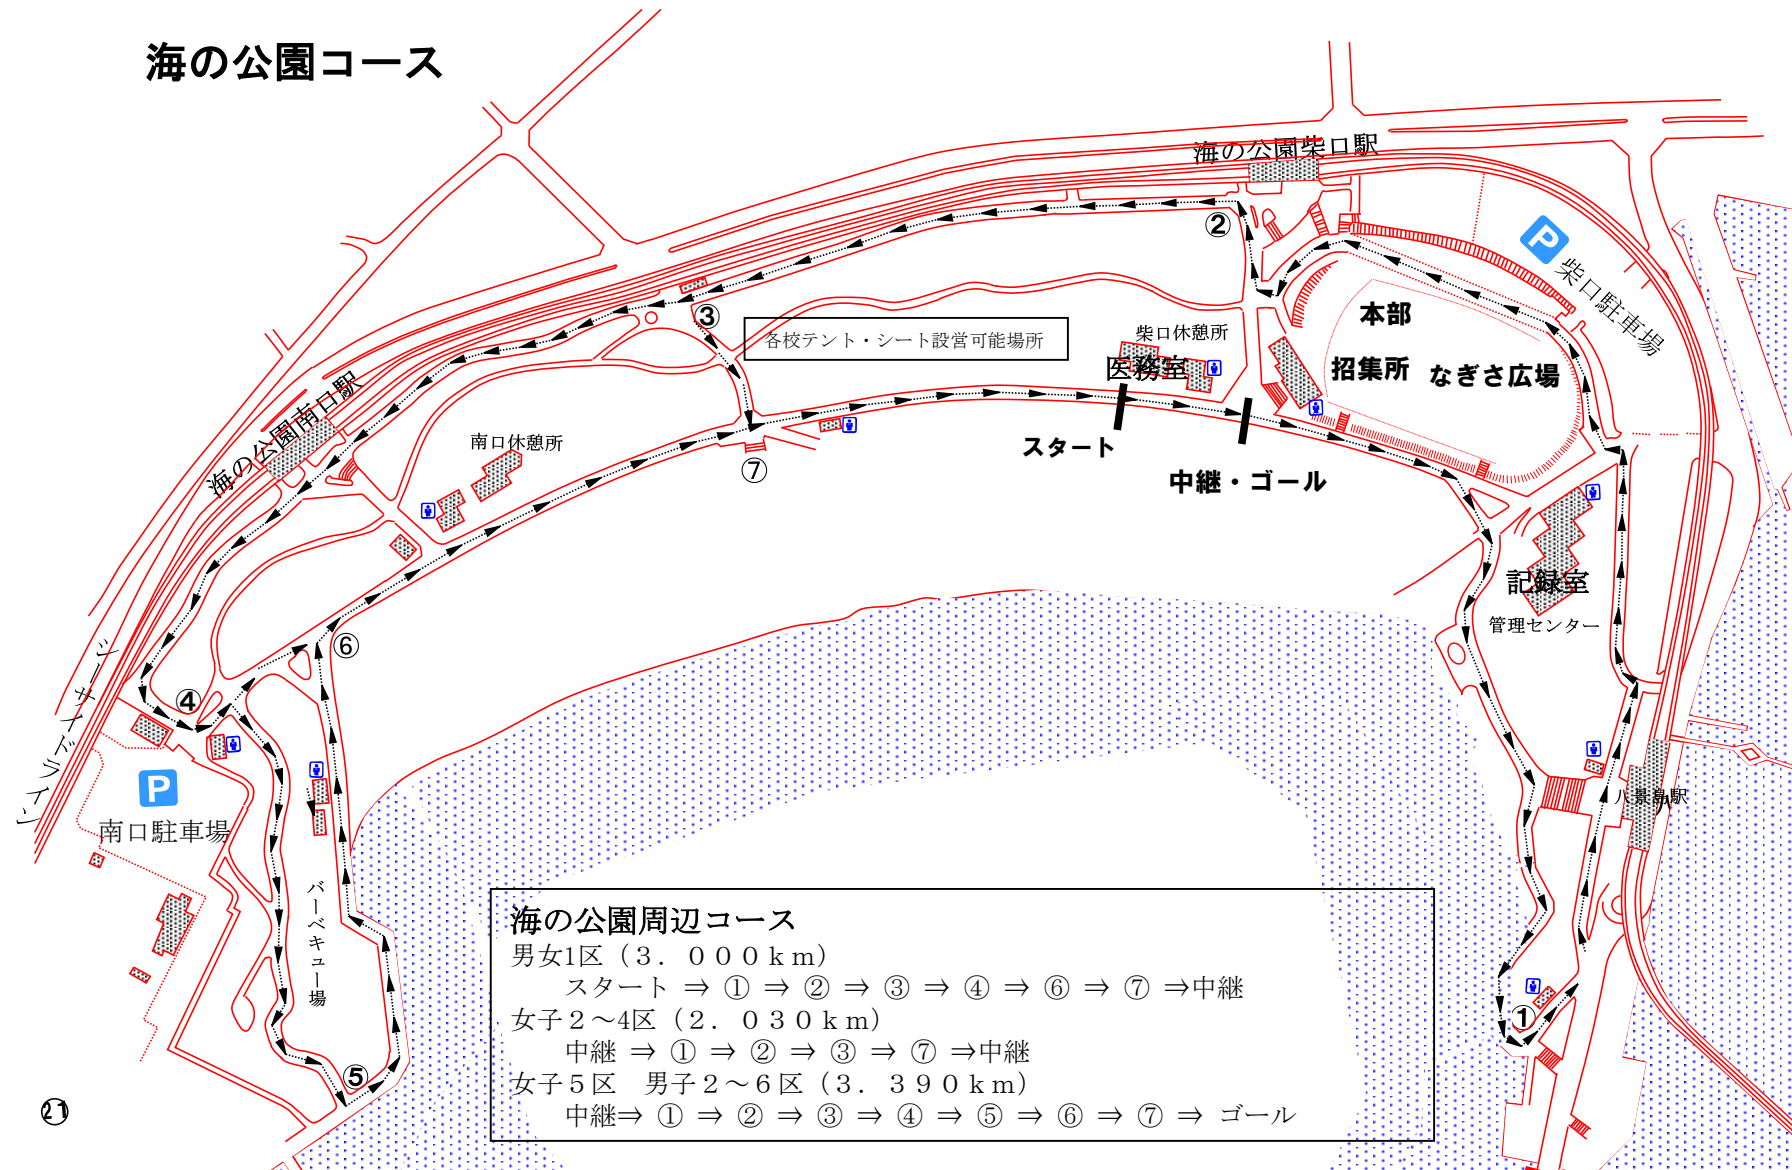 海の公園コース
海の公園柴口駅
②
P
柴口駐車場
③
各校テント・シート設営可能場所
柴口休憩所
医務室
本部
招集所
なぎさ広場
海の公園南口駅
南口休憩所
⑦
スタート
中継・ゴール
記録室
管理センター
⑥
④
シーサイドライン
P
南口駐車場
八景島駅
バーベキュー場
①
⑤
海の公園周辺コース
男女1区（３．０００ｋｍ）
スタート ⇒ ① ⇒ ② ⇒ ③ ⇒ ④ ⇒ ⑥ ⇒ ⑦ ⇒中継
女子２～4区（２．０３０ｋｍ）
中継 ⇒ ① ⇒ ② ⇒ ③ ⇒ ⑦ ⇒中継
女子５区　男子２～６区（３．３９０ｋｍ）
中継⇒ ① ⇒ ② ⇒ ③ ⇒ ④ ⇒ ⑤ ⇒ ⑥ ⇒ ⑦ ⇒ ゴール
㉑